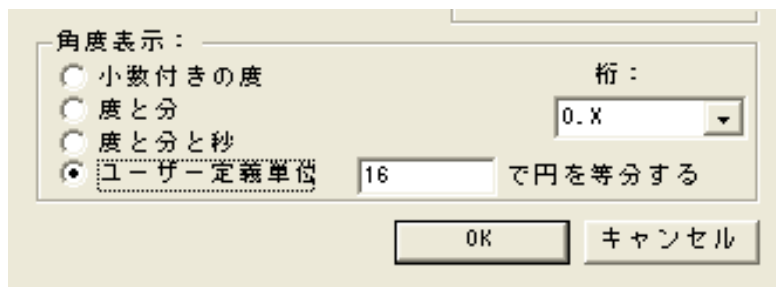 角度表示：
小数付きの度
桁：
度と分
0.X
度と分と秒
ユーザー定義単位 16 で円を等分する
OK キャンセル